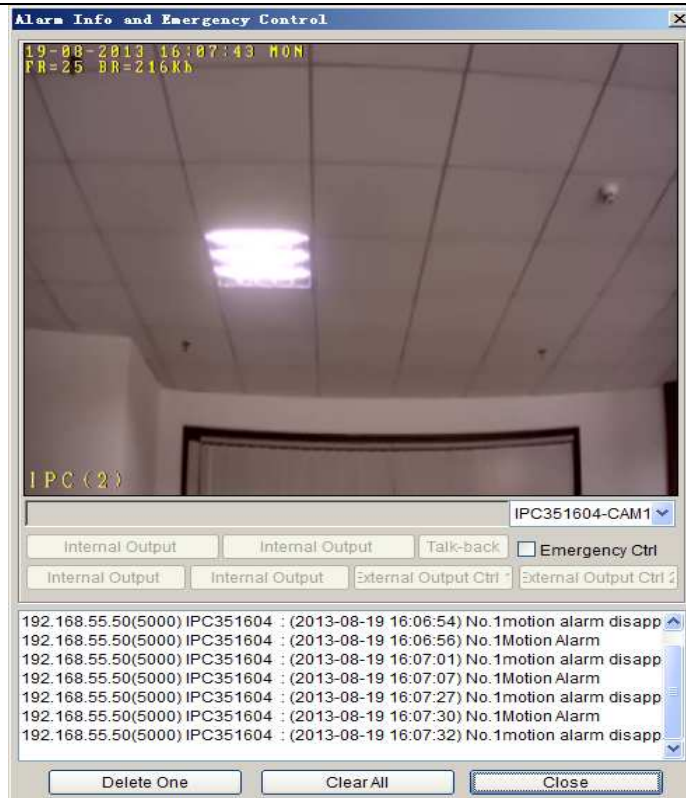 Alarm Info and Emergency Control
19-08-2013 16:07:43 MON
FR=25 BR=216Kh
IPC(2)
IPC351604-CAM1
Internal Output Internal Output Talk-back Emergency Ctrl
Internal Output Internal Output External Output Ctrl External Output Ctrl 2
192.168.55.50(5000) IPC351604 : (2013-08-19 16:06:54) No.1motion alarm disapp
192.168.55.50(5000) IPC351604 : (2013-08-19 16:06:56) No.1Motion Alarm
192.168.55.50(5000) IPC351604 : (2013-08-19 16:07:01) No.1motion alarm disapp
192.168.55.50(5000) IPC351604 : (2013-08-19 16:07:07) No.1Motion Alarm
192.168.55.50(5000) IPC351604 : (2013-08-19 16:07:27) No.1motion alarm disapp
192.168.55.50(5000) IPC351604 : (2013-08-19 16:07:30) No.1Motion Alarm
192.168.55.50(5000) IPC351604 : (2013-08-19 16:07:32) No.1motion alarm disapp
Delete One Clear All Close